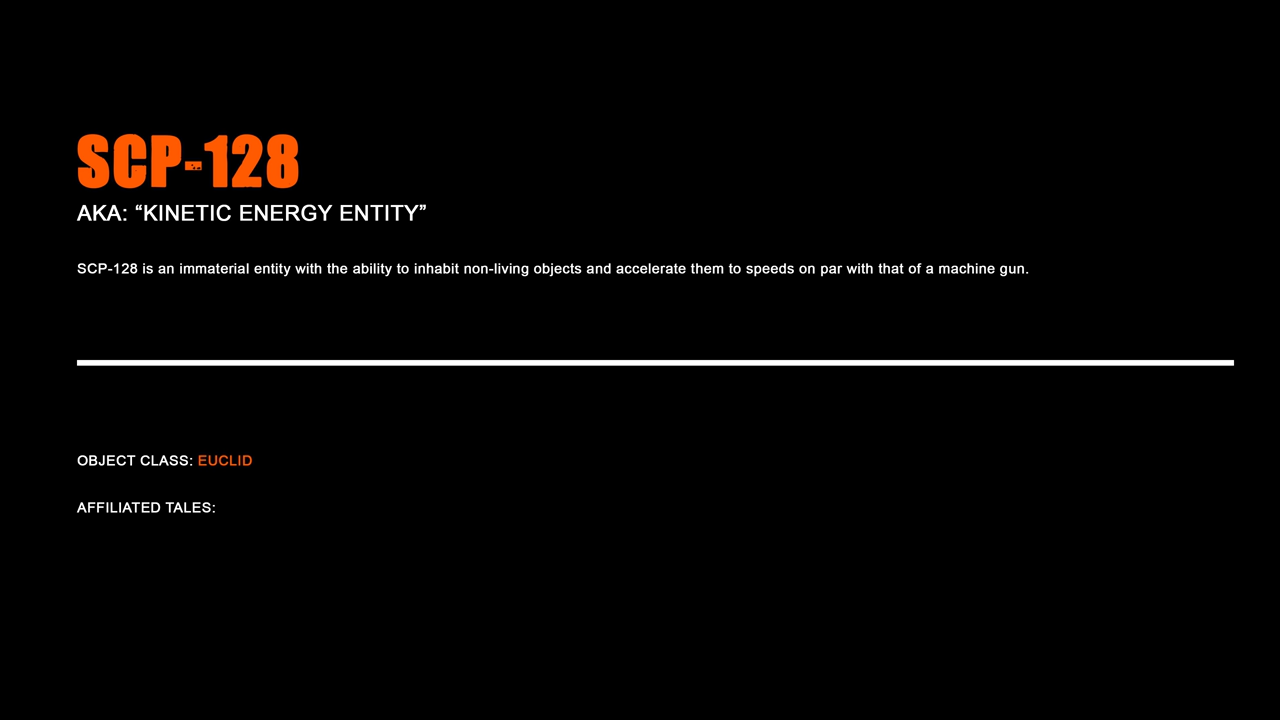 SCP-128
AKA: “KINETIC ENERGY ENTITY”
SCP-128 is an immaterial entity with the ability to inhabit non-living objects and accelerate them to speeds on par with that of a machine gun.
OBJECT CLASS: EUCLID
AFFILIATED TALES: